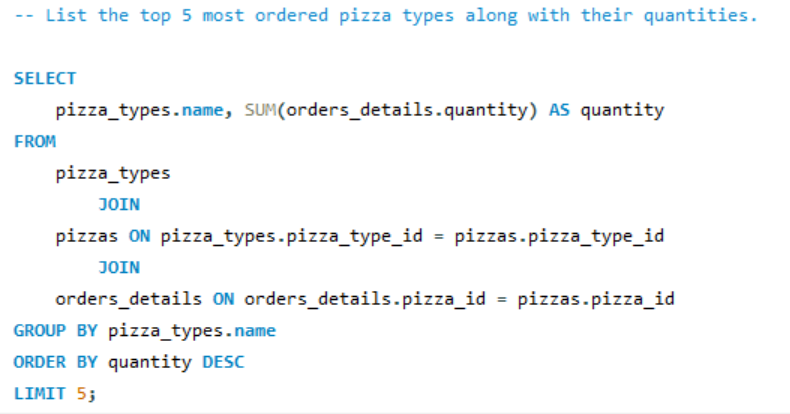 -- List the top 5 most ordered pizza types along with their quantities.
SELECT
pizza_types.name, SUM(orders_details.quantity) AS quantity
FROM
pizza_types
JOIN
pizzas ON pizza_types.pizza_type_id = pizzas.pizza_type_id
JOIN
orders_details ON orders_details.pizza_id = pizzas.pizza_id
GROUP BY pizza_types.name
ORDER BY quantity DESC
LIMIT 5;